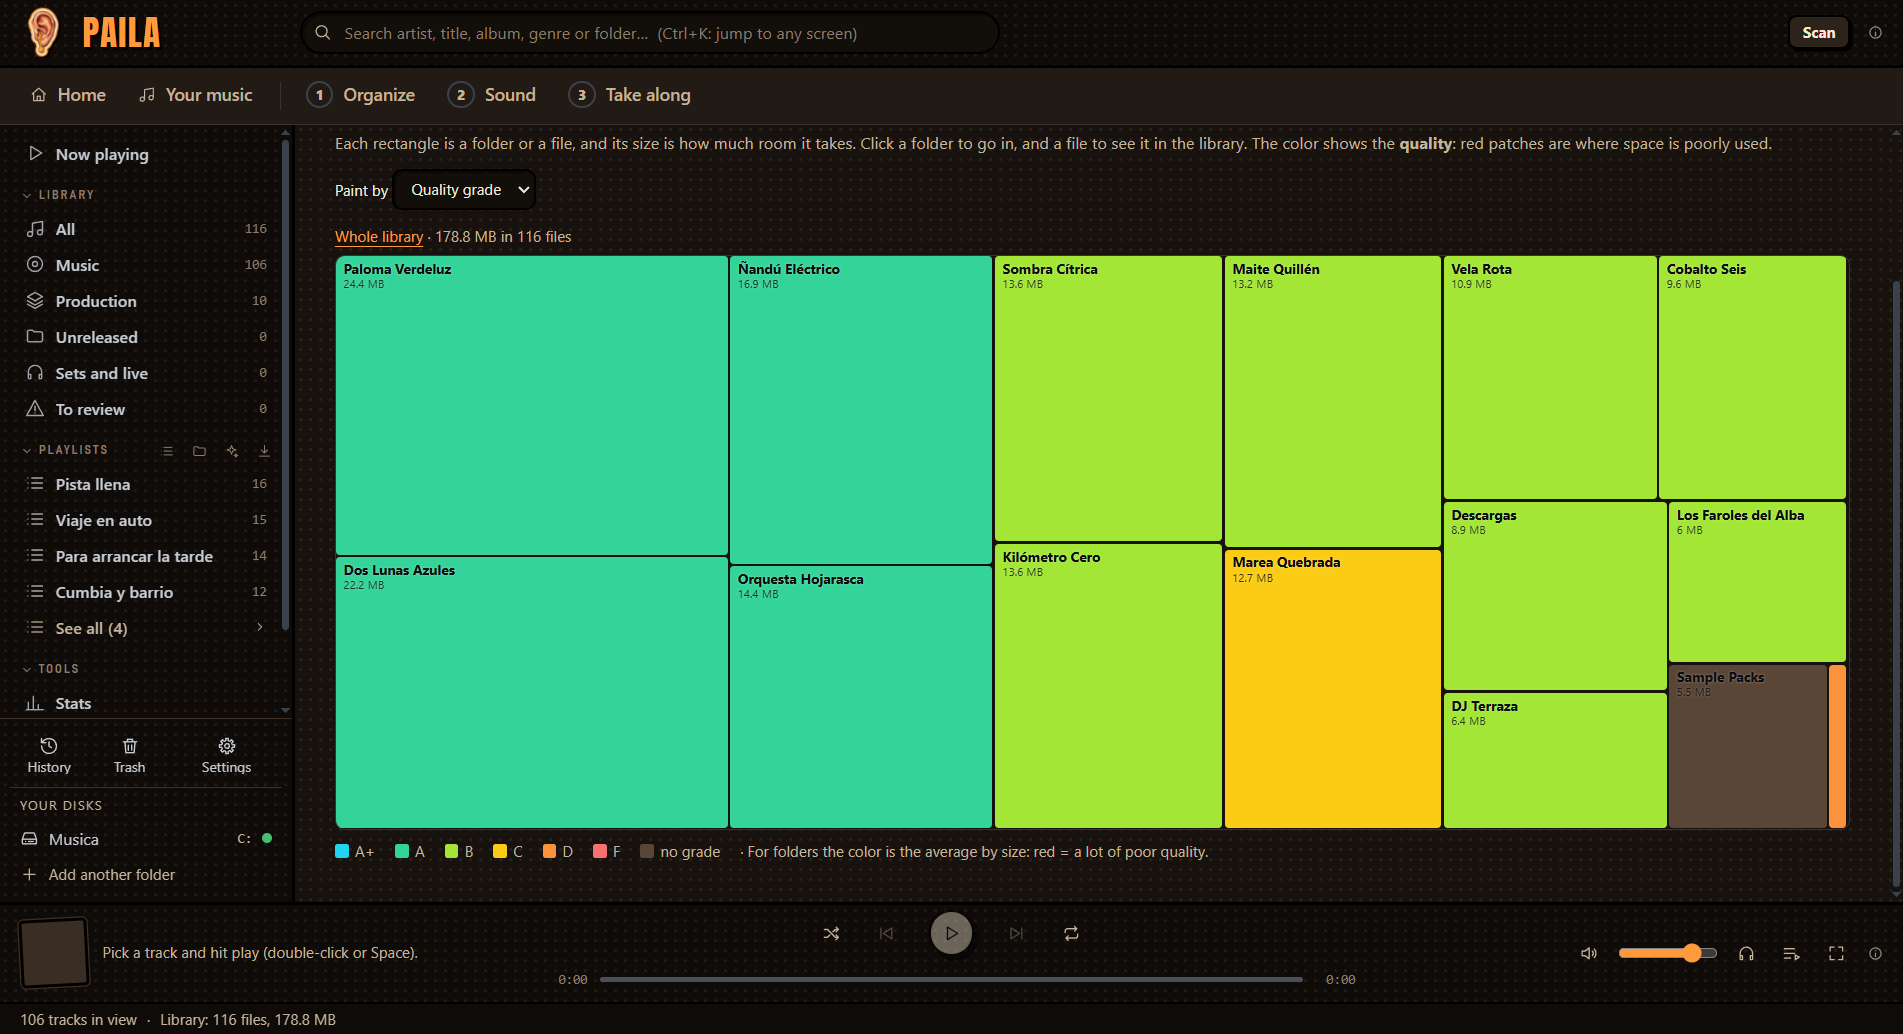 PAILA
Search artist, title, album, genre or folder... (Ctrl+K: jump to any screen)
Scan
Home
Your music
1 Organize
2 Sound
3 Take along
Now playing
LIBRARY
All 116
Music 106
Production 10
Unreleased 0
Sets and live 0
To review 0
PLAYLISTS
Pista llena 16
Viaje en auto 15
Para arrancar la tarde 14
Cumbia y barrio 12
See all (4)
TOOLS
Stats
History
Trash
Settings
YOUR DISKS
Musica C:
Add another folder
Each rectangle is a folder or a file, and its size is how much room it takes. Click a folder to go in, and a file to see it in the library. The color shows the quality: red patches are where space is poorly used.
Paint by Quality grade
Whole library · 178.8 MB in 116 files
Paloma Verdeluz
24.4 MB
Dos Lunas Azules
22.2 MB
Ñandú Eléctrico
16.9 MB
Orquesta Hojarasca
14.4 MB
Sombra Cítrica
13.6 MB
Kilómetro Cero
13.6 MB
Maite Quillén
13.2 MB
Marea Quebrada
12.7 MB
Vela Rota
10.9 MB
Cobalto Seis
9.6 MB
Descargas
8.9 MB
Los Faroles del Alba
6 MB
DJ Terraza
6.4 MB
Sample Packs
5.5 MB
A+ A B C D F no grade · For folders the color is the average by size: red = a lot of poor quality.
Pick a track and hit play (double-click or Space).
0:00
0:00
106 tracks in view · Library: 116 files, 178.8 MB